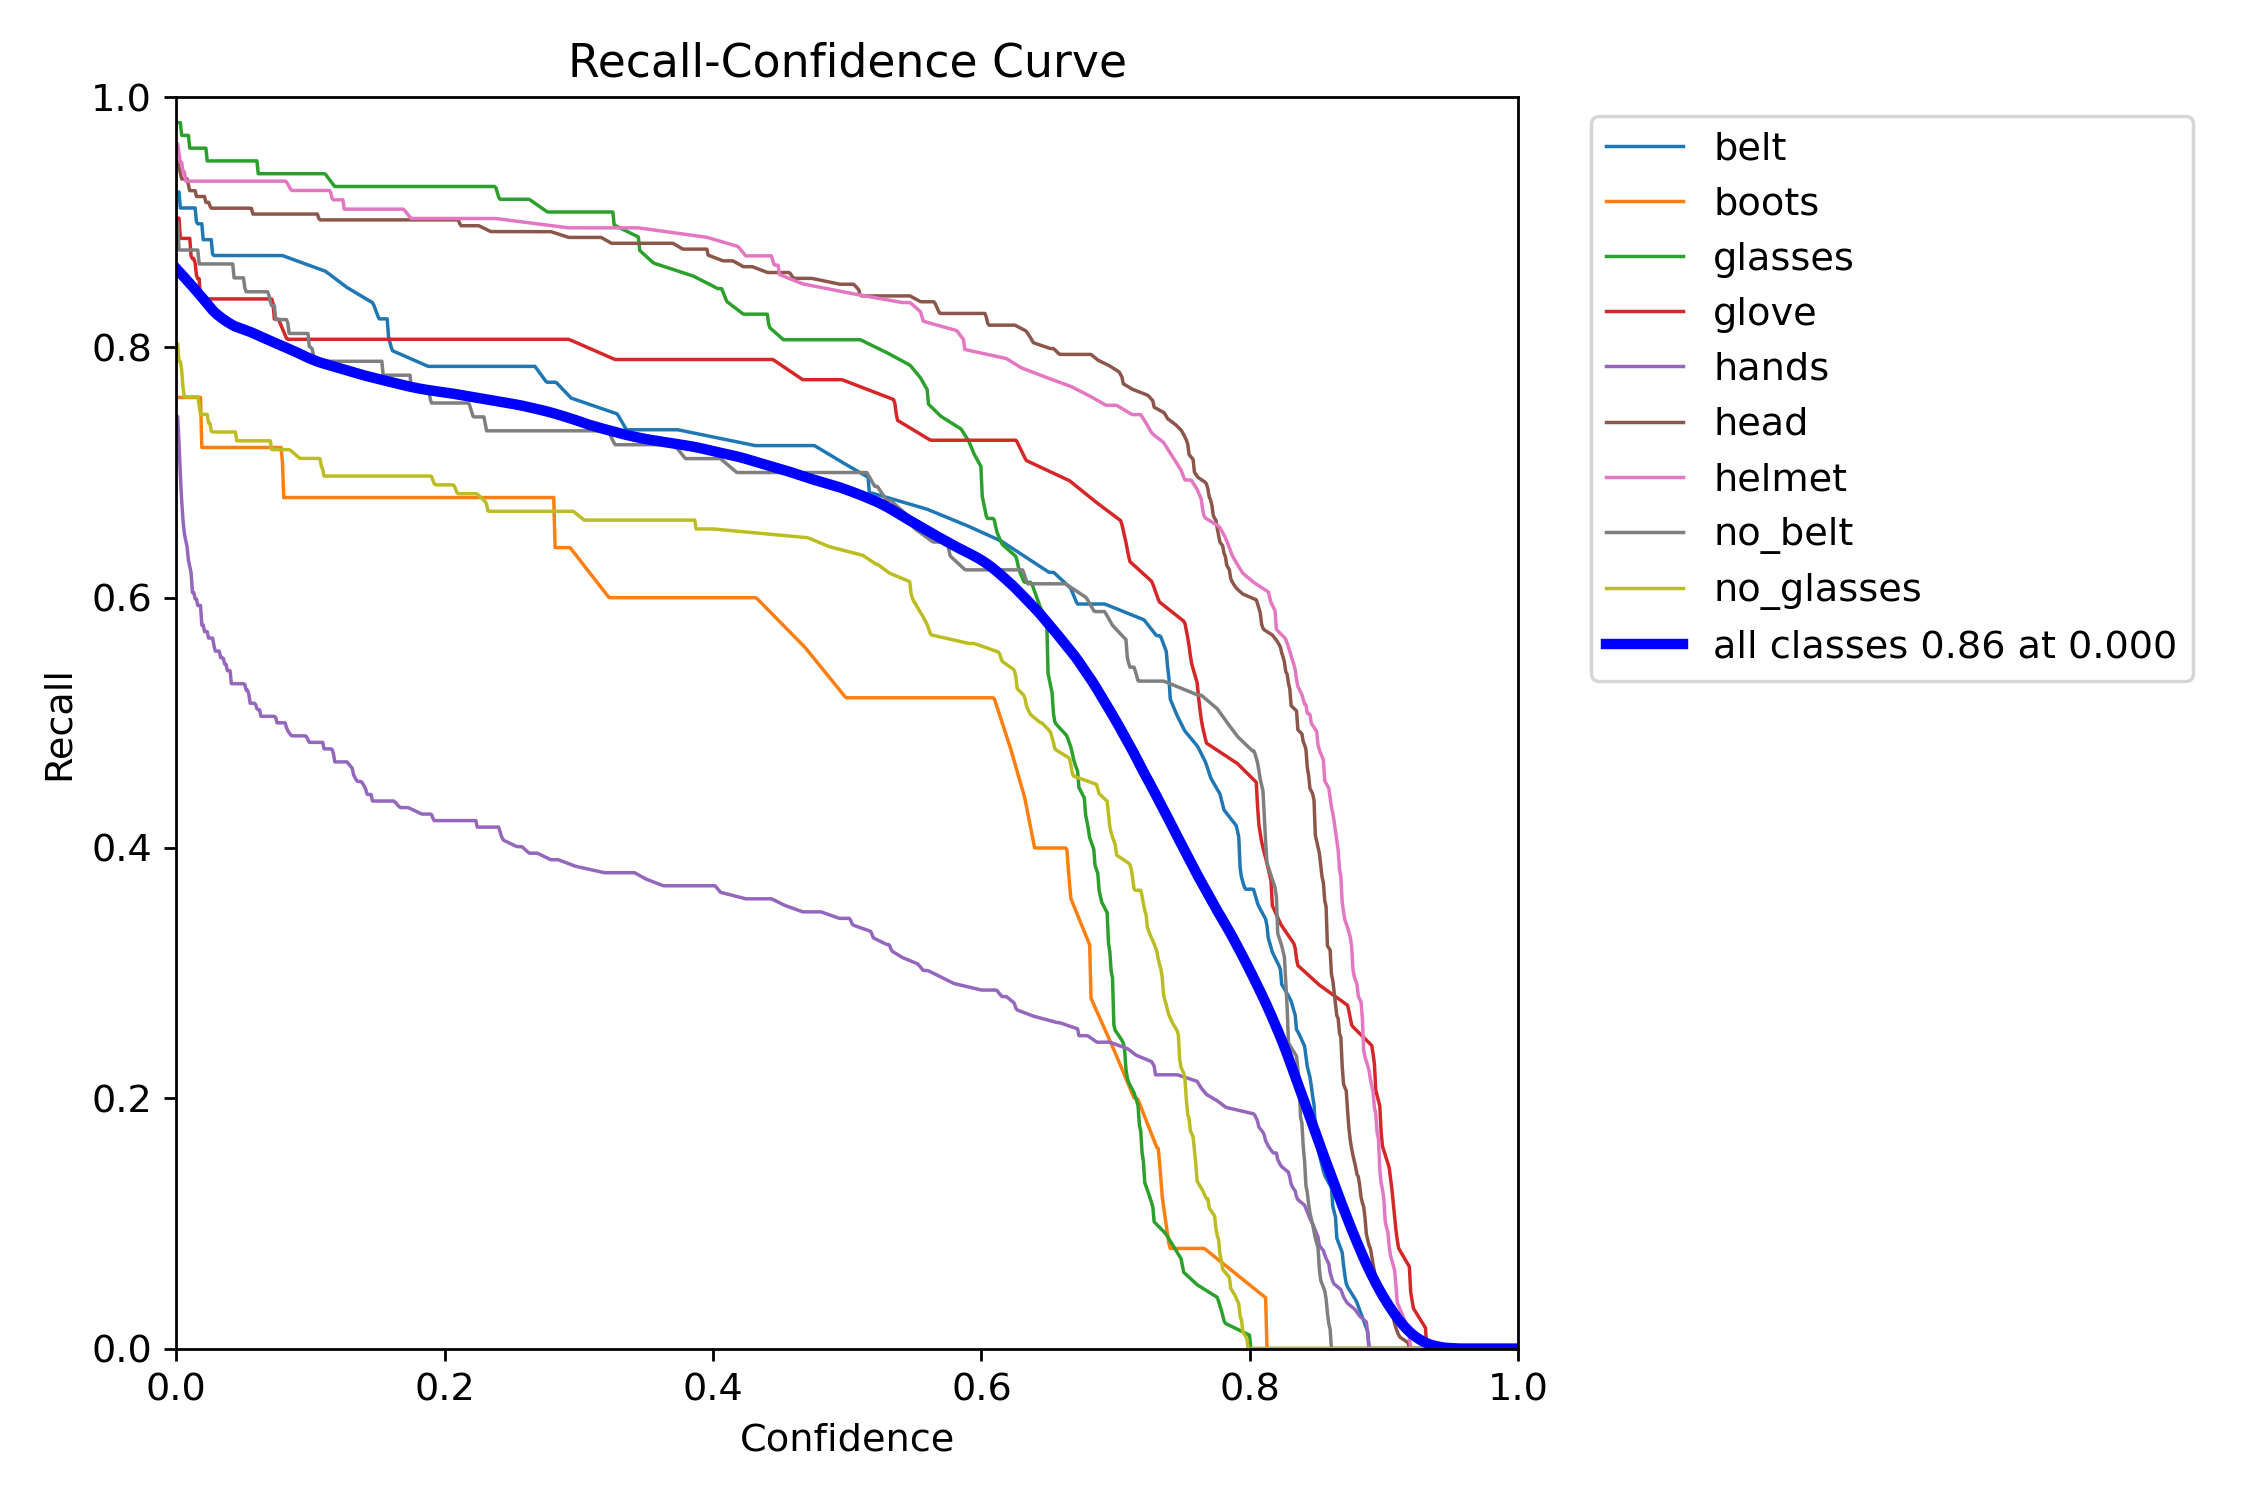 Recall-Confidence Curve
1.0
0.8
0.6
0.4
0.2
0.0
Recall
0.0 0.2 0.4 0.6 0.8 1.0
Confidence
belt
boots
glasses
glove
hands
head
helmet
no_belt
no_glasses
all classes 0.86 at 0.000